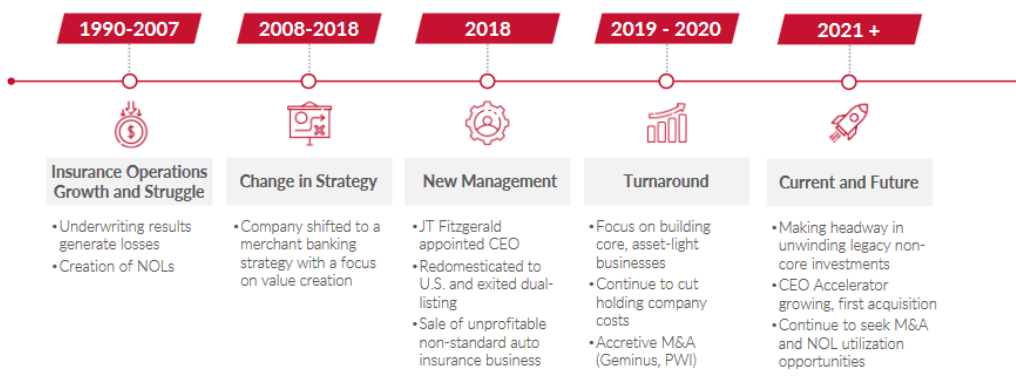 1990-2007
2008-2018
2018
2019 - 2020
2021 +
Insurance Operations
Growth and Struggle
•Underwriting results
generate losses
•Creation of NOLs
Change in Strategy
•Company shifted to a
merchant banking
strategy with a focus
on value creation
New Management
•JT Fitzgerald
appointed CEO
•Redomesticated to
U.S. and exited dual-
listing
•Sale of unprofitable
non-standard auto
insurance business
Turnaround
•Focus on building
core, asset-light
businesses
•Continue to cut
holding company
costs
•Accretive M&A
(Geminus, PWI)
Current and Future
•Making headway in
unwinding legacy non-
core investments
•CEO Accelerator
growing, first acquisition
•Continue to seek M&A
and NOL utilization
opportunities